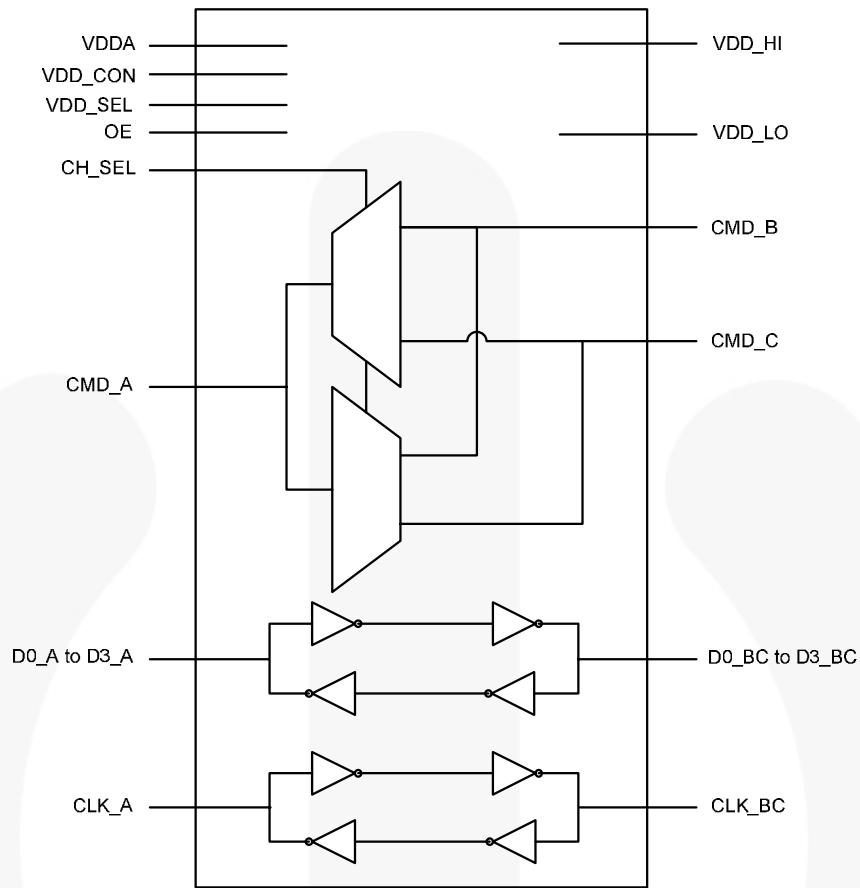 VDDA
VDD_CON
VDD_SEL
OE
CH_SEL
CMD_A
D0_A to D3_A
CLK_A
VDD_HI
VDD_LO
CMD_B
CMD_C
D0_BC to D3_BC
CLK_BC